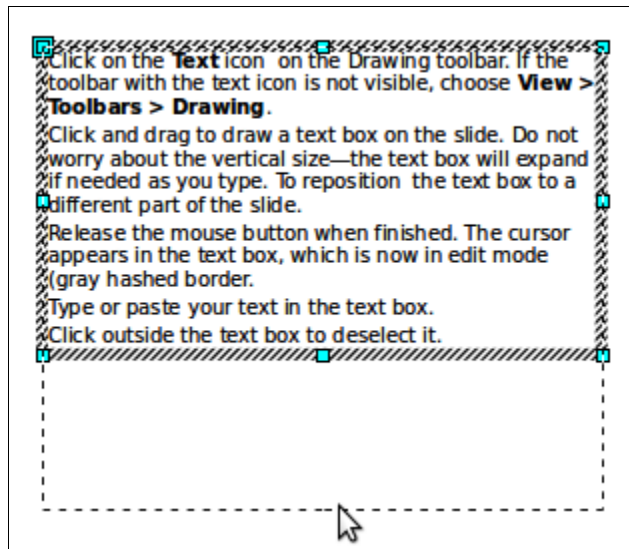 Click on the Text icon  on the Drawing toolbar. If the
toolbar with the text icon is not visible, choose View >
Toolbars > Drawing.
Click and drag to draw a text box on the slide. Do not
worry about the vertical size—the text box will expand
if needed as you type. To reposition  the text box to a
different part of the slide.
Release the mouse button when finished. The cursor
appears in the text box, which is now in edit mode
(gray hashed border.
Type or paste your text in the text box.
Click outside the text box to deselect it.